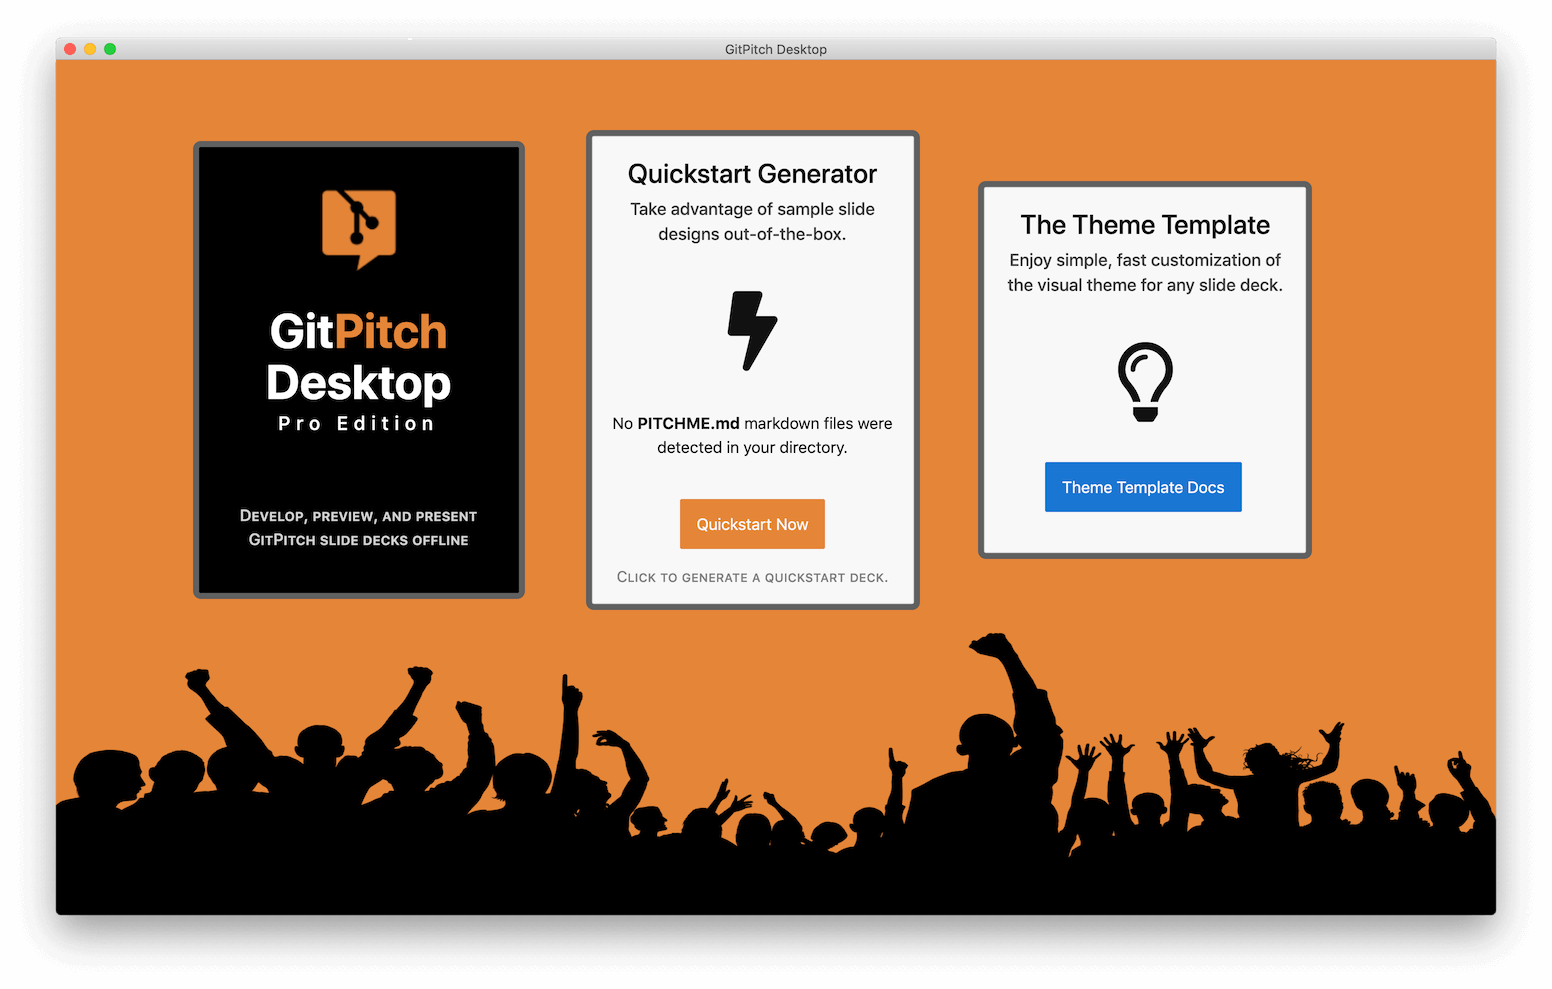 GitPitch Desktop
GitPitch
Desktop
Pro Edition
Develop, preview, and present
GitPitch slide decks offline
Quickstart Generator
Take advantage of sample slide
designs out-of-the-box.
No PITCHME.md markdown files were
detected in your directory.
Quickstart Now
Click to generate a quickstart deck.
The Theme Template
Enjoy simple, fast customization of
the visual theme for any slide deck.
Theme Template Docs